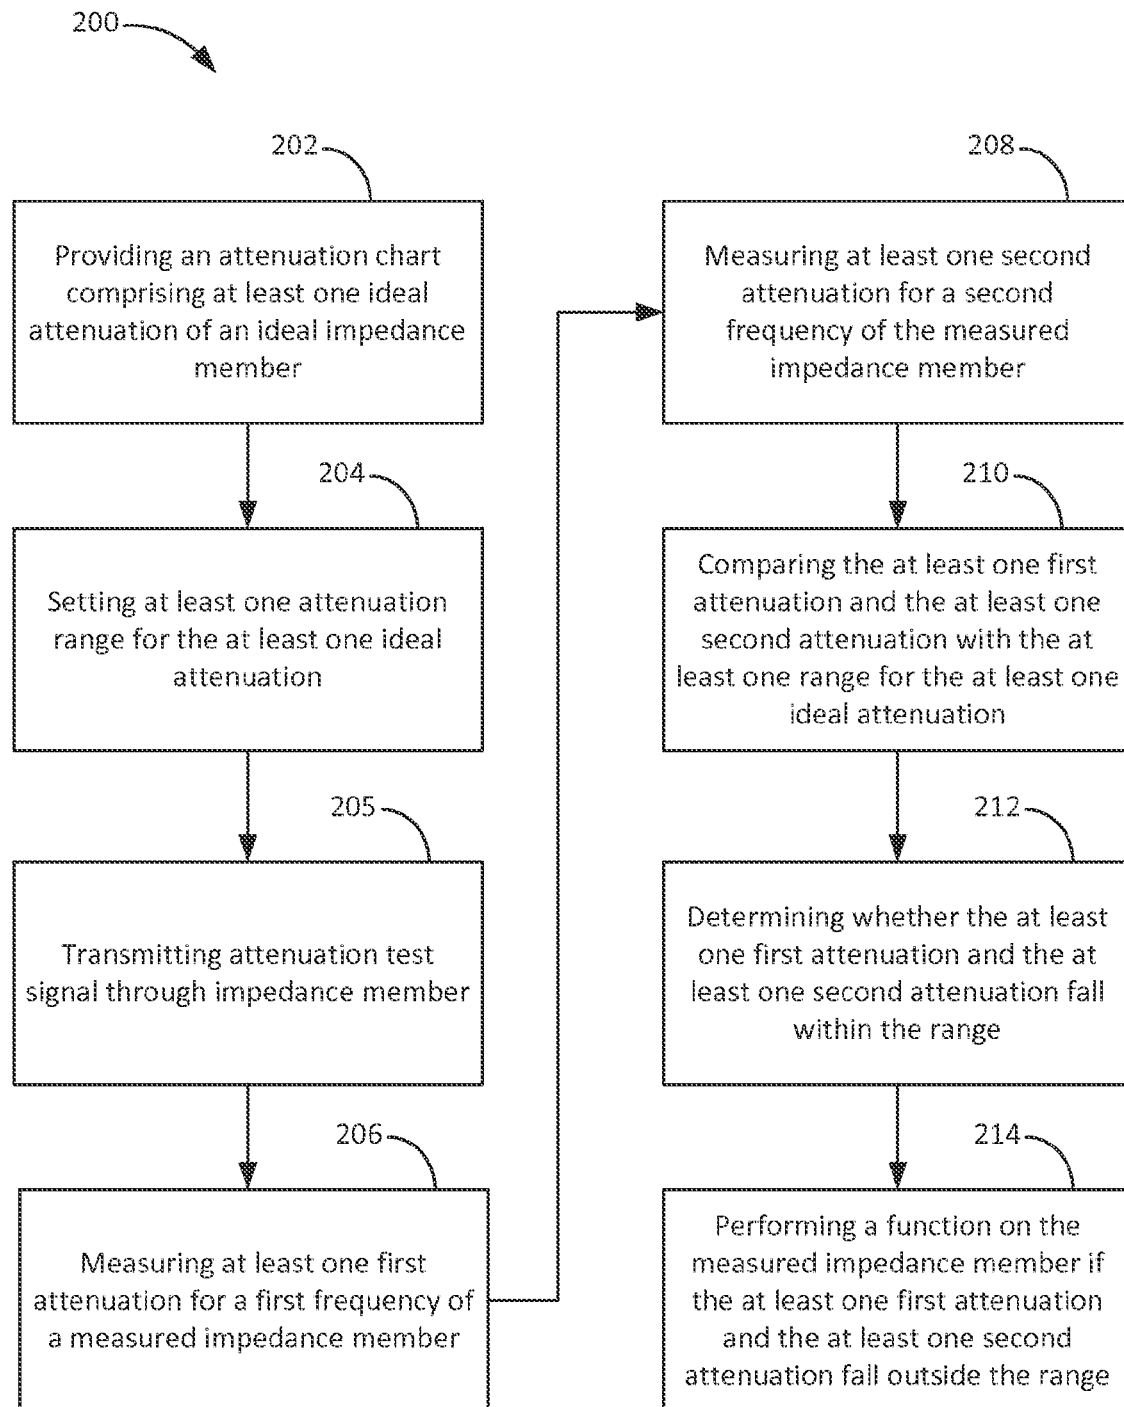 200
202
Providing an attenuation chart
comprising at least one ideal
attenuation of an ideal impedance
member
204
Setting at least one attenuation
range for the at least one ideal
attenuation
205
Transmitting attenuation test
signal through impedance member
206
Measuring at least one first
attenuation for a first frequency of
a measured impedance member
208
Measuring at least one second
attenuation for a second
frequency of the measured
impedance member
210
Comparing the at least one first
attenuation and the at least one
second attenuation with the at
least one range for the at least one
ideal attenuation
212
Determining whether the at least
one first attenuation and the at
least one second attenuation fall
within the range
214
Performing a function on the
measured impedance member if
the at least one first attenuation
and the at least one second
attenuation fall outside the range